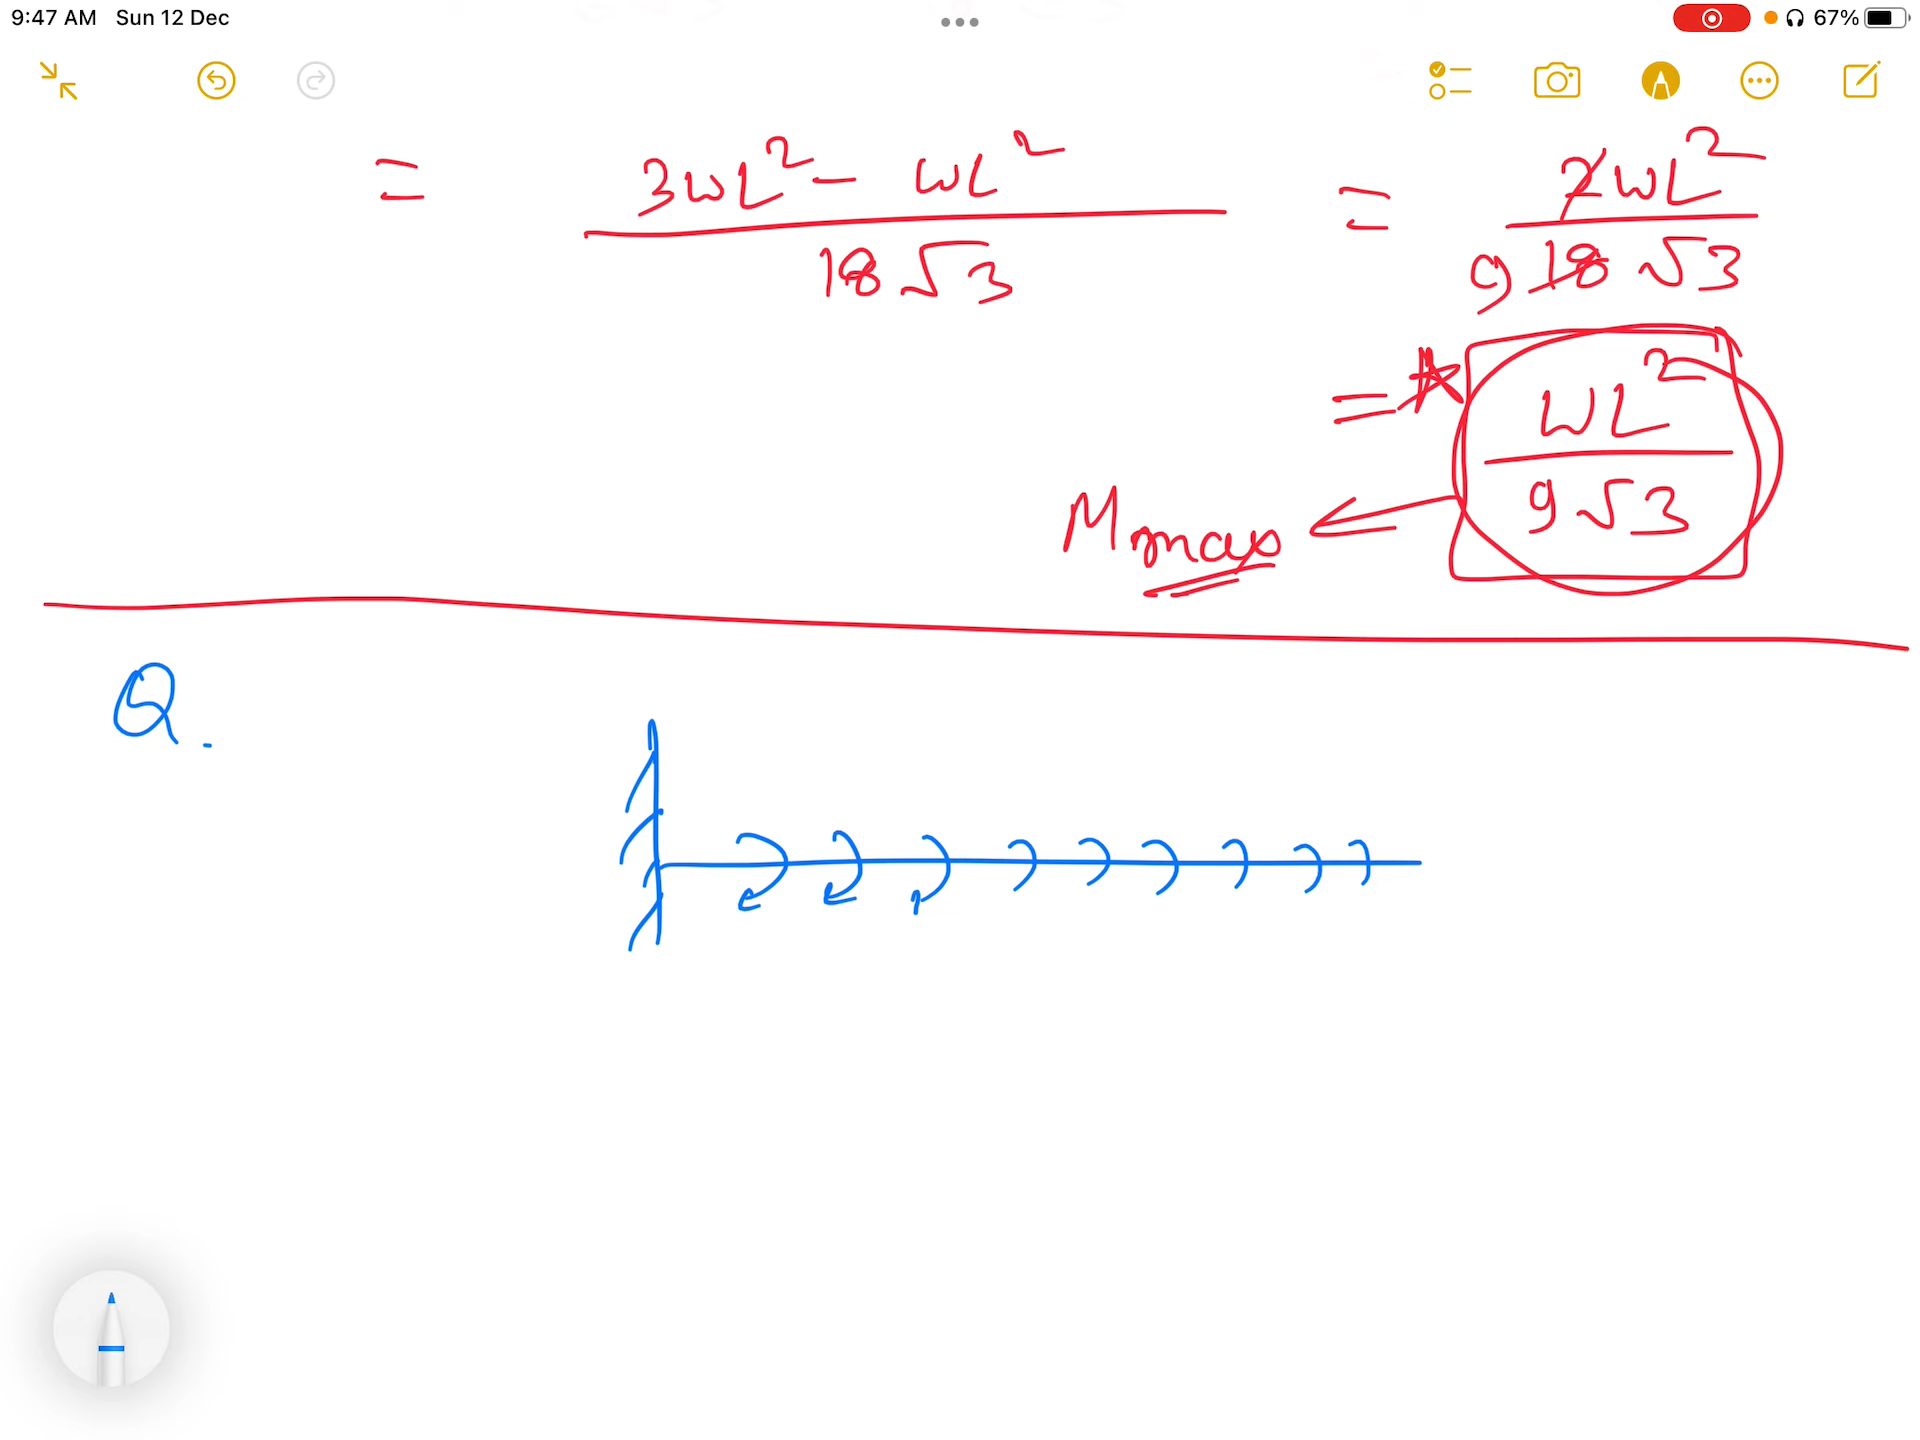 9:47 AM Sun 12 Dec 67%
= 3wL² - wL² / 18√3 = 2wL² / 9 18 √3
= wL² / 9√3
Mmax
Q.